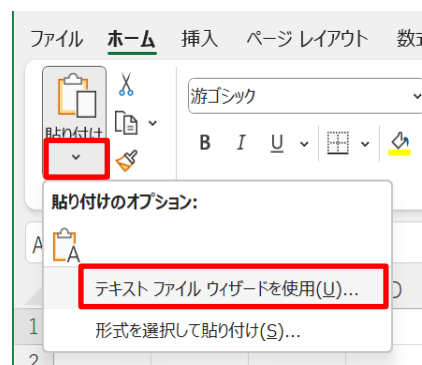 ファイル ホーム 挿入 ページ レイアウト
游ゴシック
貼り付け
B I U
貼り付けのオプション:
A
A
テキスト ファイル ウィザードを使用(U)...
D
形式を選択して貼り付け(S)...
1
2